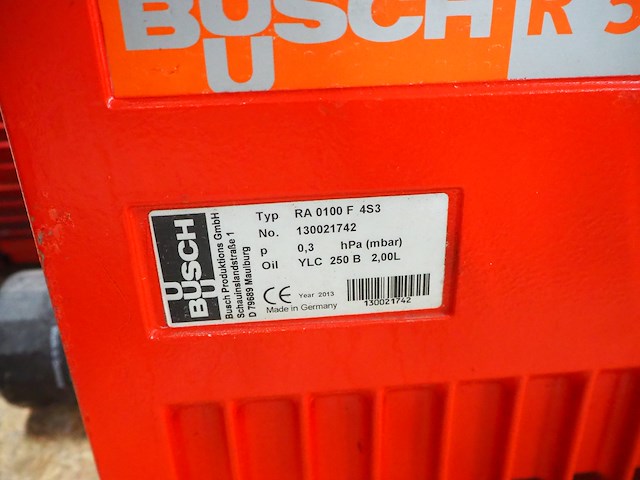 BUSCH
U
R 5
BUSCH
U U
Busch Produktions GmbH
Schauinslandstraße 1
D 79689 Maulburg
Typ RA 0100 F 4S3
No. 130021742
p 0,3 hPa (mbar)
Oil YLC 250 B 2,00L
CE Year 2013
Made in Germany
130021742